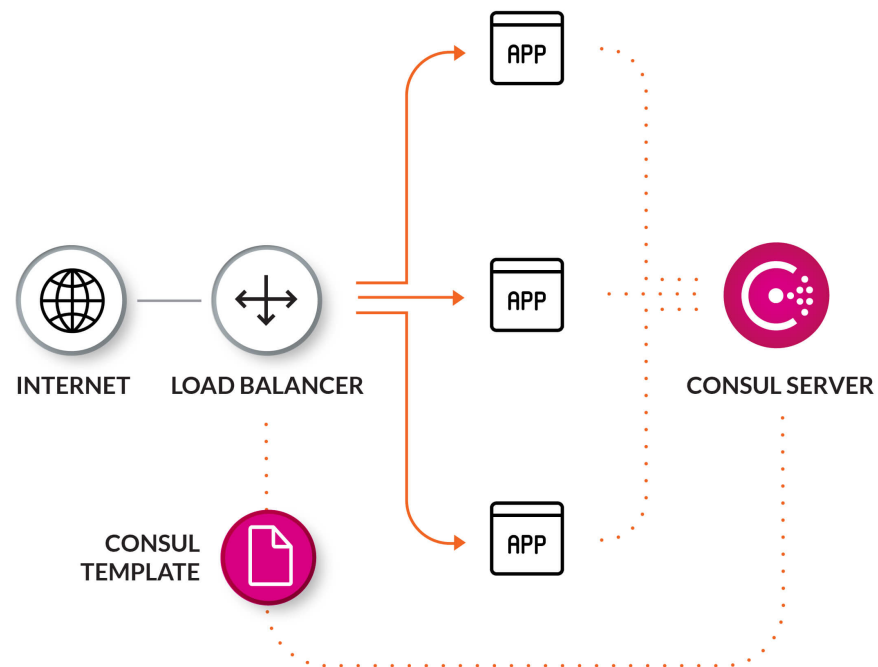 APP
APP
INTERNET
LOAD BALANCER
CONSUL SERVER
APP
CONSUL
TEMPLATE